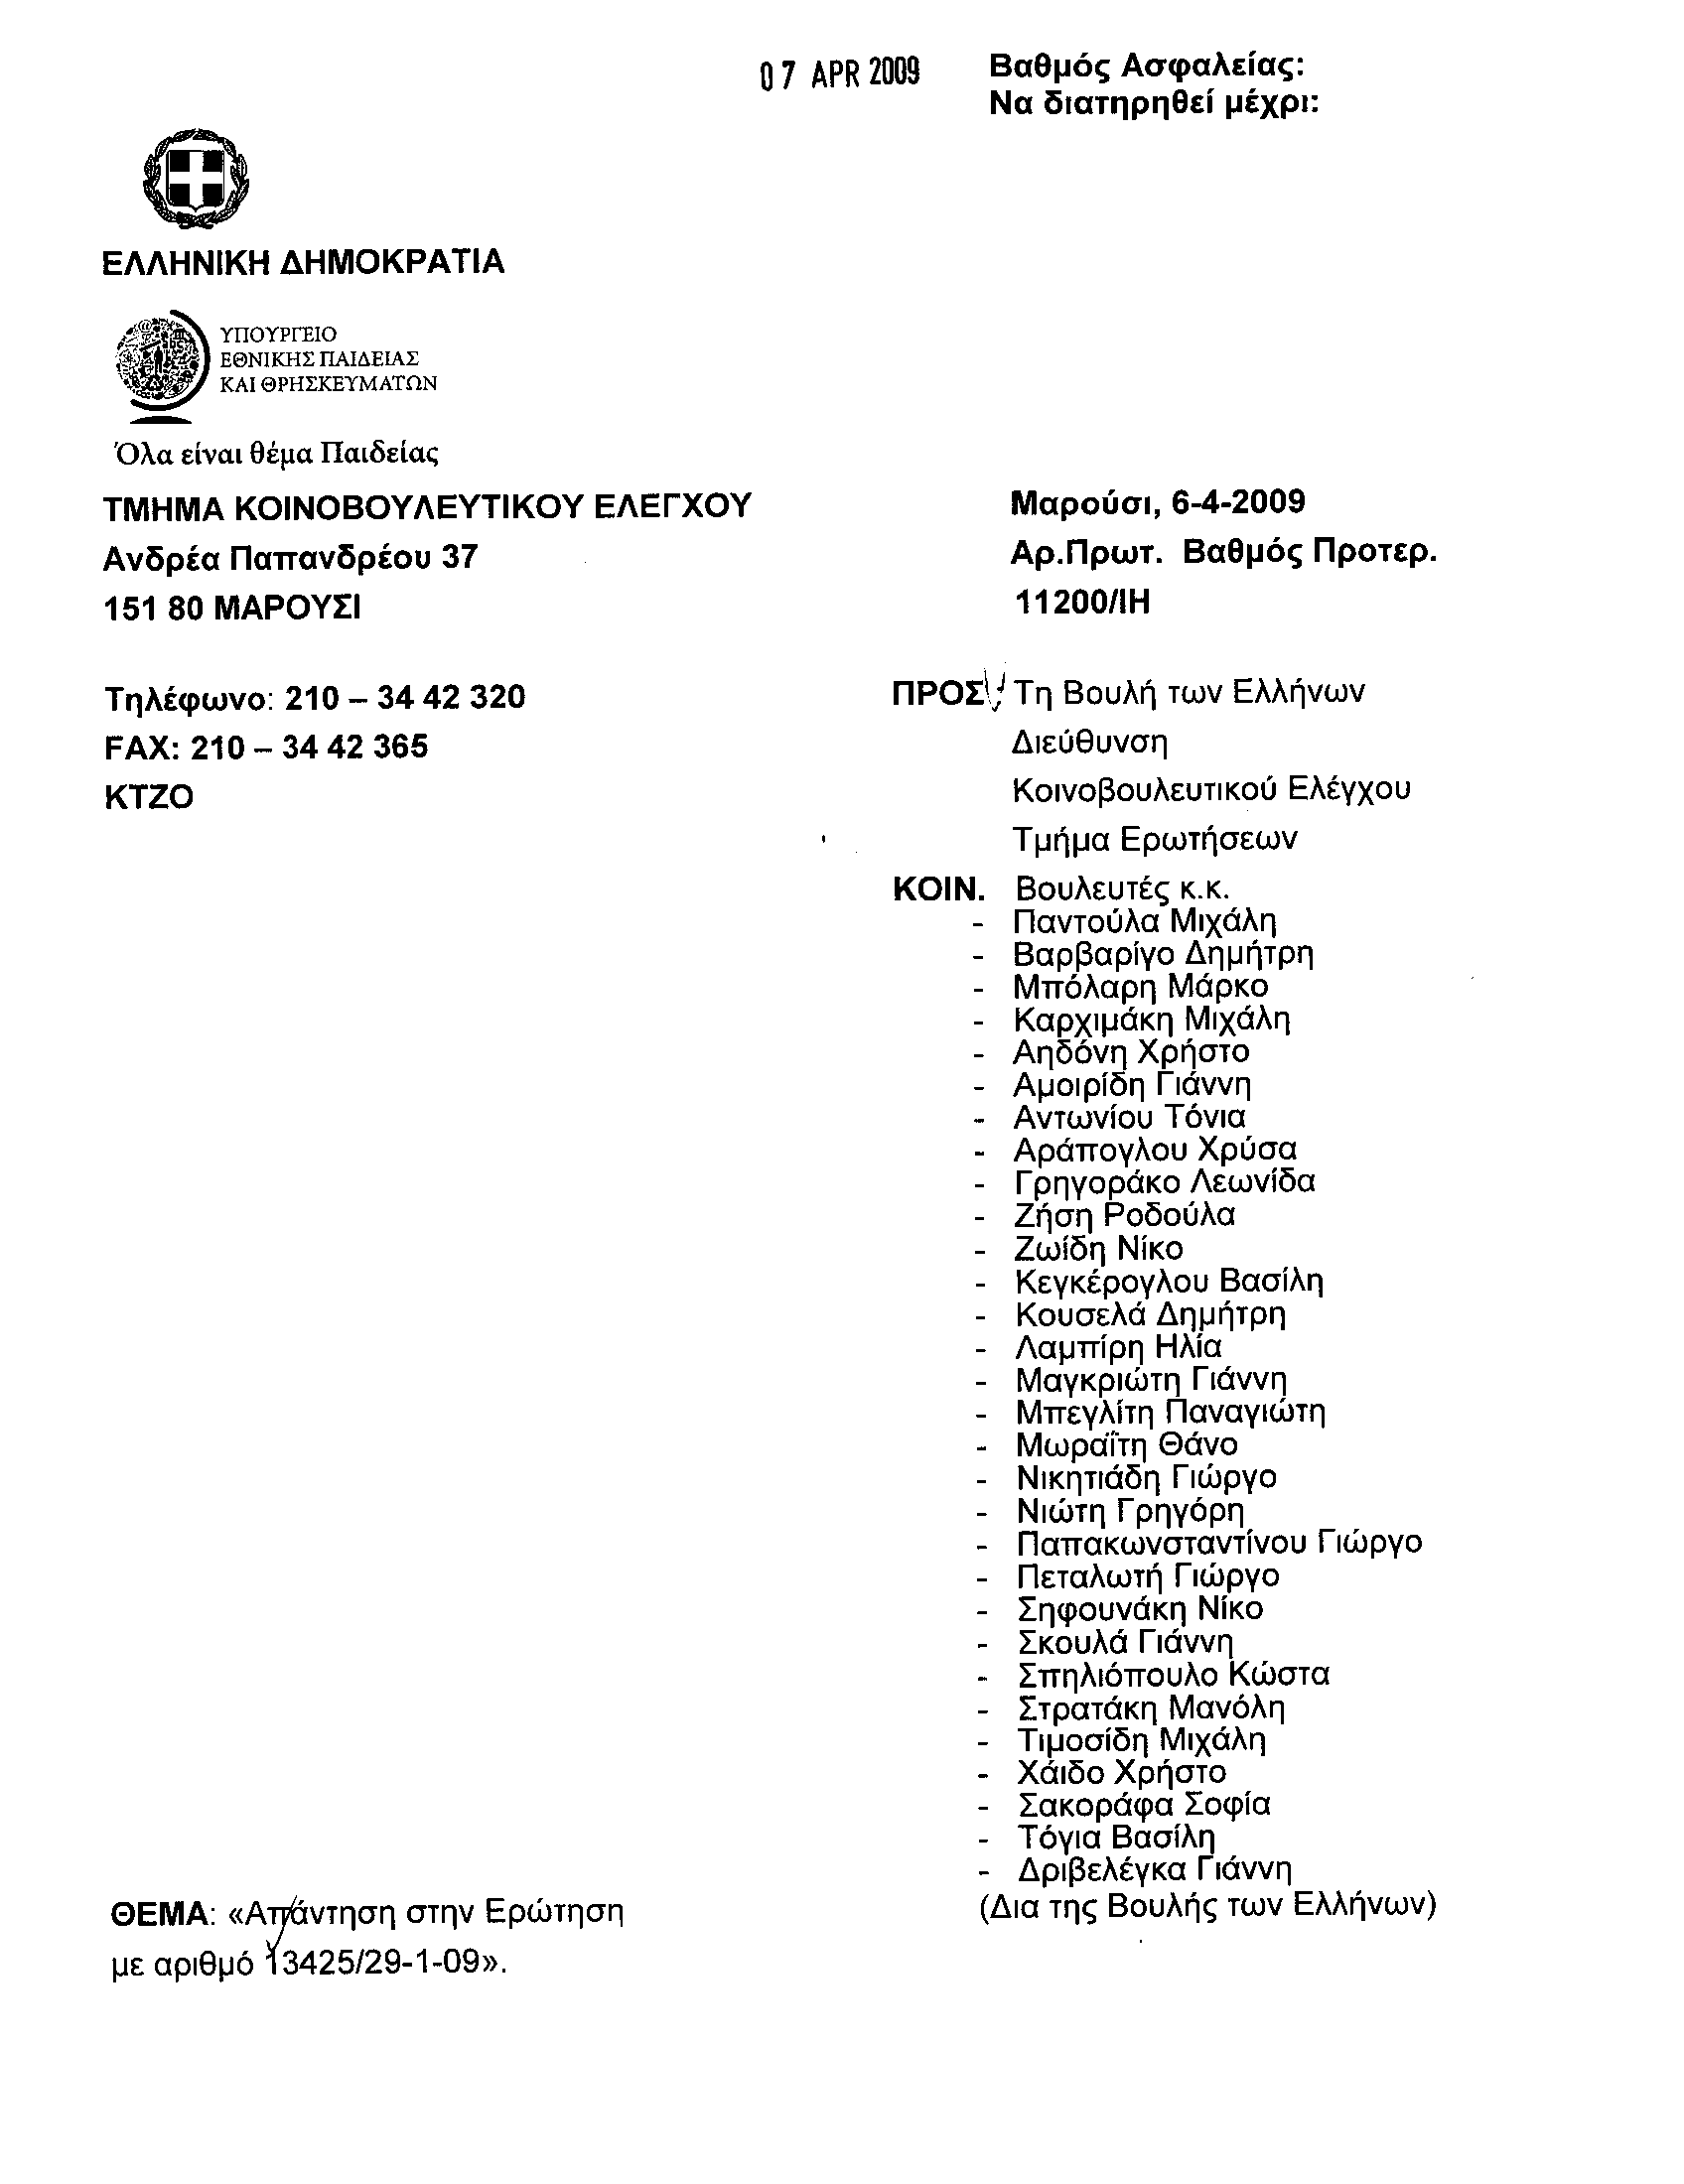 07 APR 2009
Βαθμός Ασφαλείας:
Να διατηρηθεί μέχρι:
ΕΛΛΗΝΙΚΗ ΔΗΜΟΚΡΑΤΙΑ
ΥΠΟΥΡΓΕΙΟ
ΕΘΝΙΚΗΣ ΠΑΙΔΕΙΑΣ
ΚΑΙ ΘΡΗΣΚΕΥΜΑΤΩΝ
Όλα είναι θέμα Παιδείας
ΤΜΗΜΑ ΚΟΙΝΟΒΟΥΛΕΥΤΙΚΟΥ ΕΛΕΓΧΟΥ
Ανδρέα Παπανδρέου 37
151 80 ΜΑΡΟΥΣΙ
Τηλέφωνο: 210 – 34 42 320
FAX: 210 – 34 42 365
ΚΤΖΟ
Μαρούσι, 6-4-2009
Αρ.Πρωτ. Βαθμός Προτερ.
11200/ΙΗ
ΠΡΟΣ: Τη Βουλή των Ελλήνων
Διεύθυνση
Κοινοβουλευτικού Ελέγχου
Τμήμα Ερωτήσεων
ΚΟΙΝ. Βουλευτές κ.κ.
- Παντούλα Μιχάλη
- Βαρβαρίγο Δημήτρη
- Μπόλαρη Μάρκο
- Καρχιμάκη Μιχάλη
- Αηδόνη Χρήστο
- Αμοιρίδη Γιάννη
- Αντωνίου Τόνια
- Αράπογλου Χρύσα
- Γρηγοράκο Λεωνίδα
- Ζήση Ροδούλα
- Ζωίδη Νίκο
- Κεγκέρογλου Βασίλη
- Κουσελά Δημήτρη
- Λαμπίρη Ηλία
- Μαγκριώτη Γιάννη
- Μπεγλίτη Παναγιώτη
- Μωραΐτη Θάνο
- Νικητιάδη Γιώργο
- Νιώτη Γρηγόρη
- Παπακωνσταντίνου Γιώργο
- Πεταλωτή Γιώργο
- Σηφουνάκη Νίκο
- Σκουλά Γιάννη
- Σπηλιόπουλο Κώστα
- Στρατάκη Μανόλη
- Τιμοσίδη Μιχάλη
- Χάιδο Χρήστο
- Σακοράφα Σοφία
- Τόγια Βασίλη
- Δριβελέγκα Γιάννη
(Δια της Βουλής των Ελλήνων)
ΘΕΜΑ: «Απάντηση στην Ερώτηση
με αριθμό 13425/29-1-09».